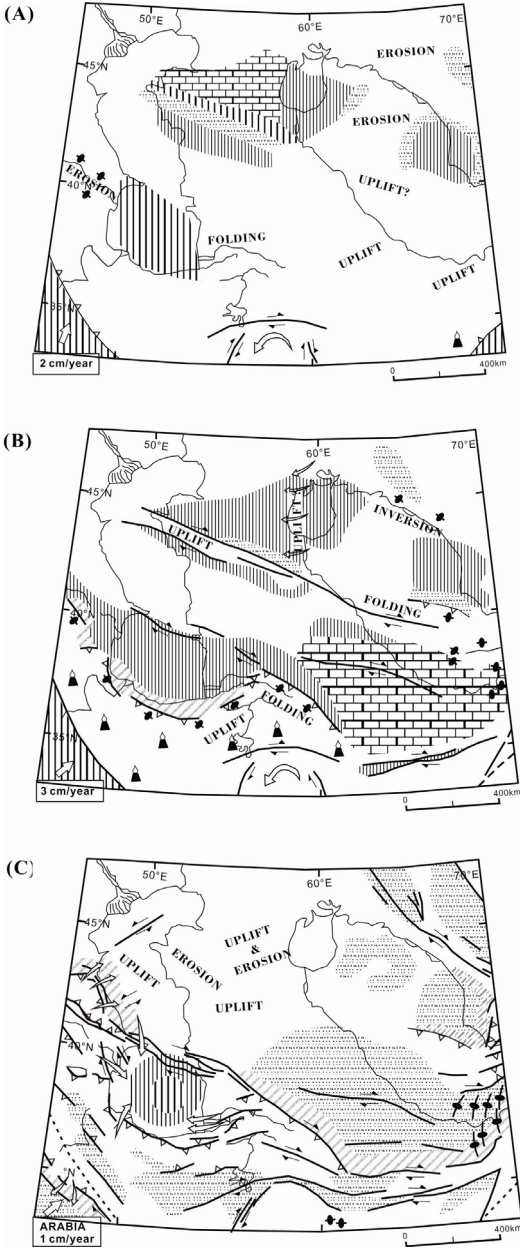 (A)
50°E
60°E
70°E
45°N
EROSION
EROSION
EROSION
40°N
UPLIFT?
FOLDING
UPLIFT
UPLIFT
35°N
2 cm/year
0 400km
(B)
50°E
60°E
70°E
45°N
UPLIFT
UPLIFT
INVERSION
FOLDING
40°N
FOLDING
UPLIFT
35°N
3 cm/year
0 400km
(C)
50°E
60°E
70°E
45°N
UPLIFT
&
EROSION
EROSION
UPLIFT
UPLIFT
40°N
°N
ARABIA
1 cm/year
0 400km